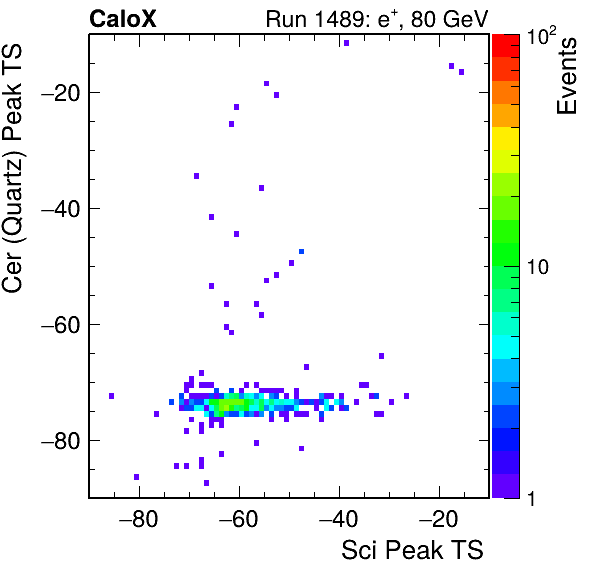 CaloX Run 1489: e⁺, 80 GeV
Cer (Quartz) Peak TS
−20
−40
−60
−80
−80 −60 −40 −20
Sci Peak TS
10²
10
1
Events